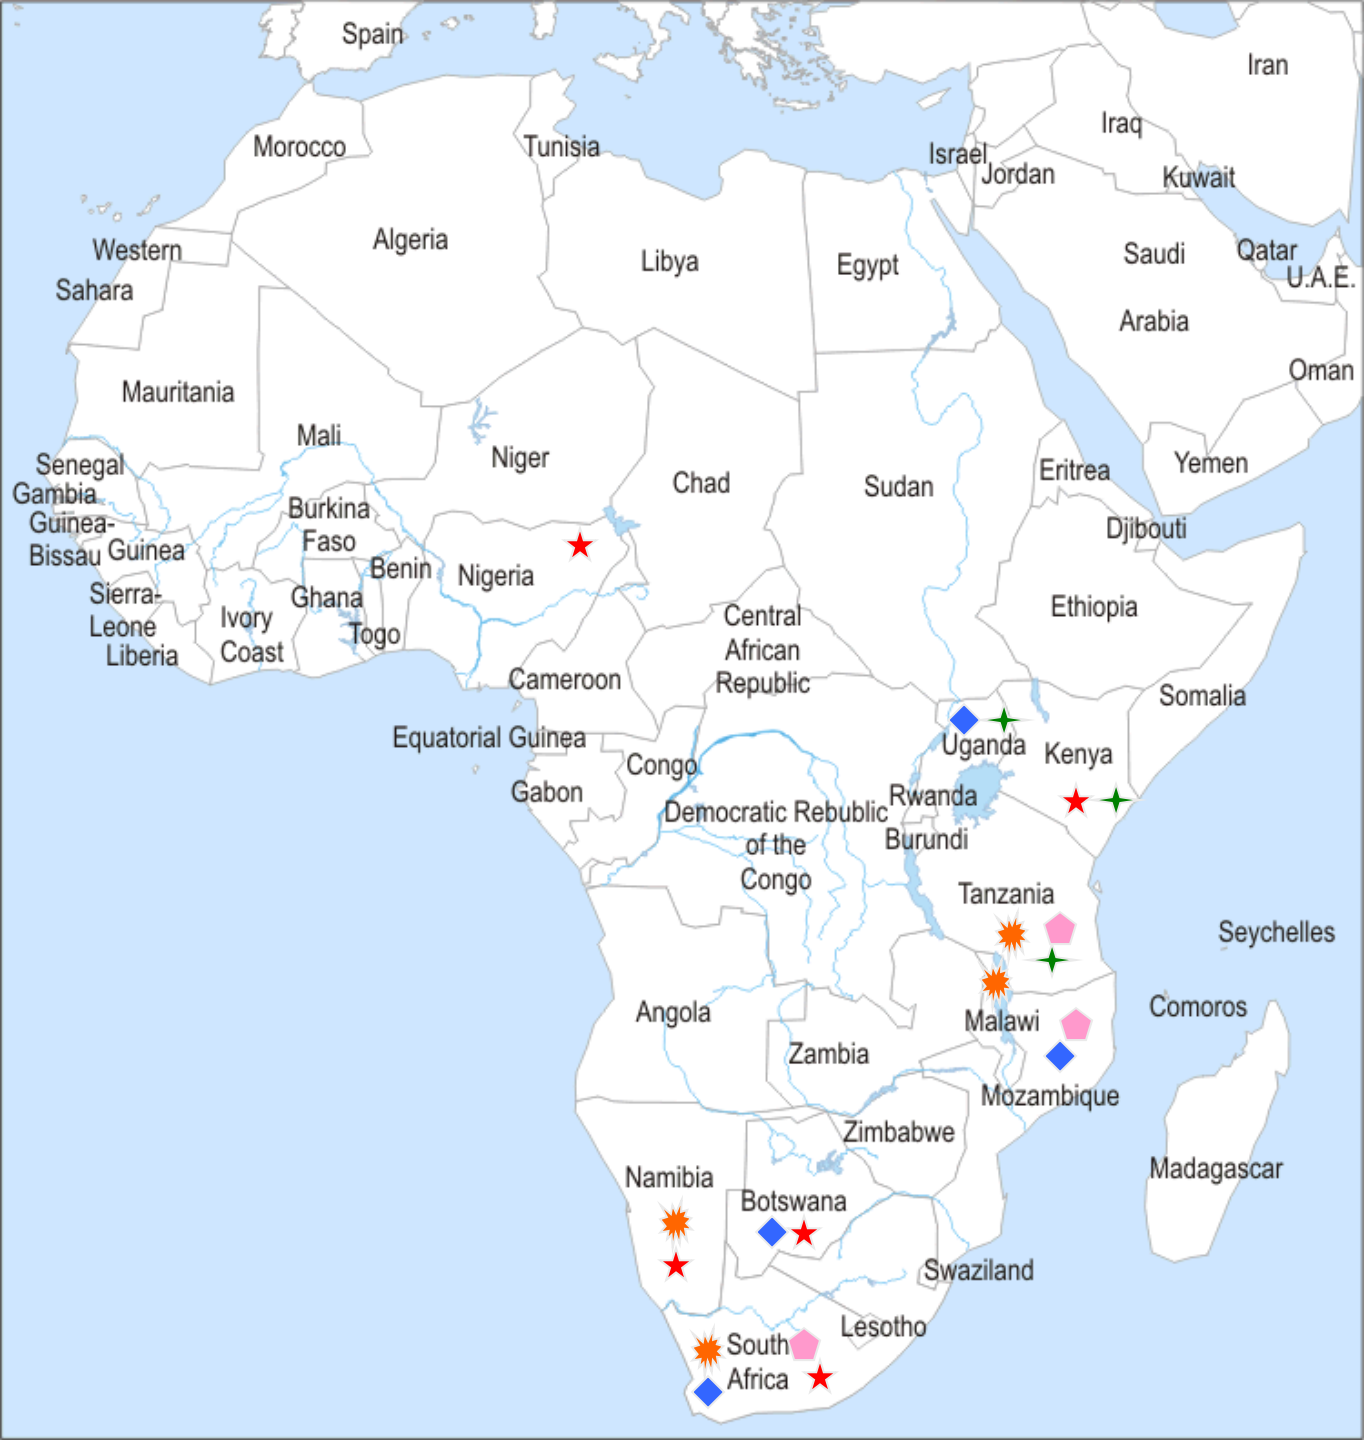 Spain
Iran
Iraq
Morocco
Tunisia
Israel
Jordan
Kuwait
Western
Sahara
Algeria
Libya
Egypt
Saudi
Arabia
Qatar
U.A.E.
Oman
Mauritania
Mali
Niger
Chad
Sudan
Eritrea
Yemen
Senegal
Gambia
Guinea-
Bissau
Guinea
Burkina
Faso
Benin
Nigeria
Djibouti
Ethiopia
Sierra-
Leone
Liberia
Ivory
Coast
Ghana
Togo
Central
African
Republic
Cameroon
Somalia
Equatorial Guinea
Uganda
Kenya
Gabon
Congo
Rwanda
Democratic Rebublic
of the
Congo
Burundi
Tanzania
Seychelles
Comoros
Angola
Malawi
Zambia
Mozambique
Zimbabwe
Madagascar
Namibia
Botswana
Swaziland
Lesotho
South
Africa